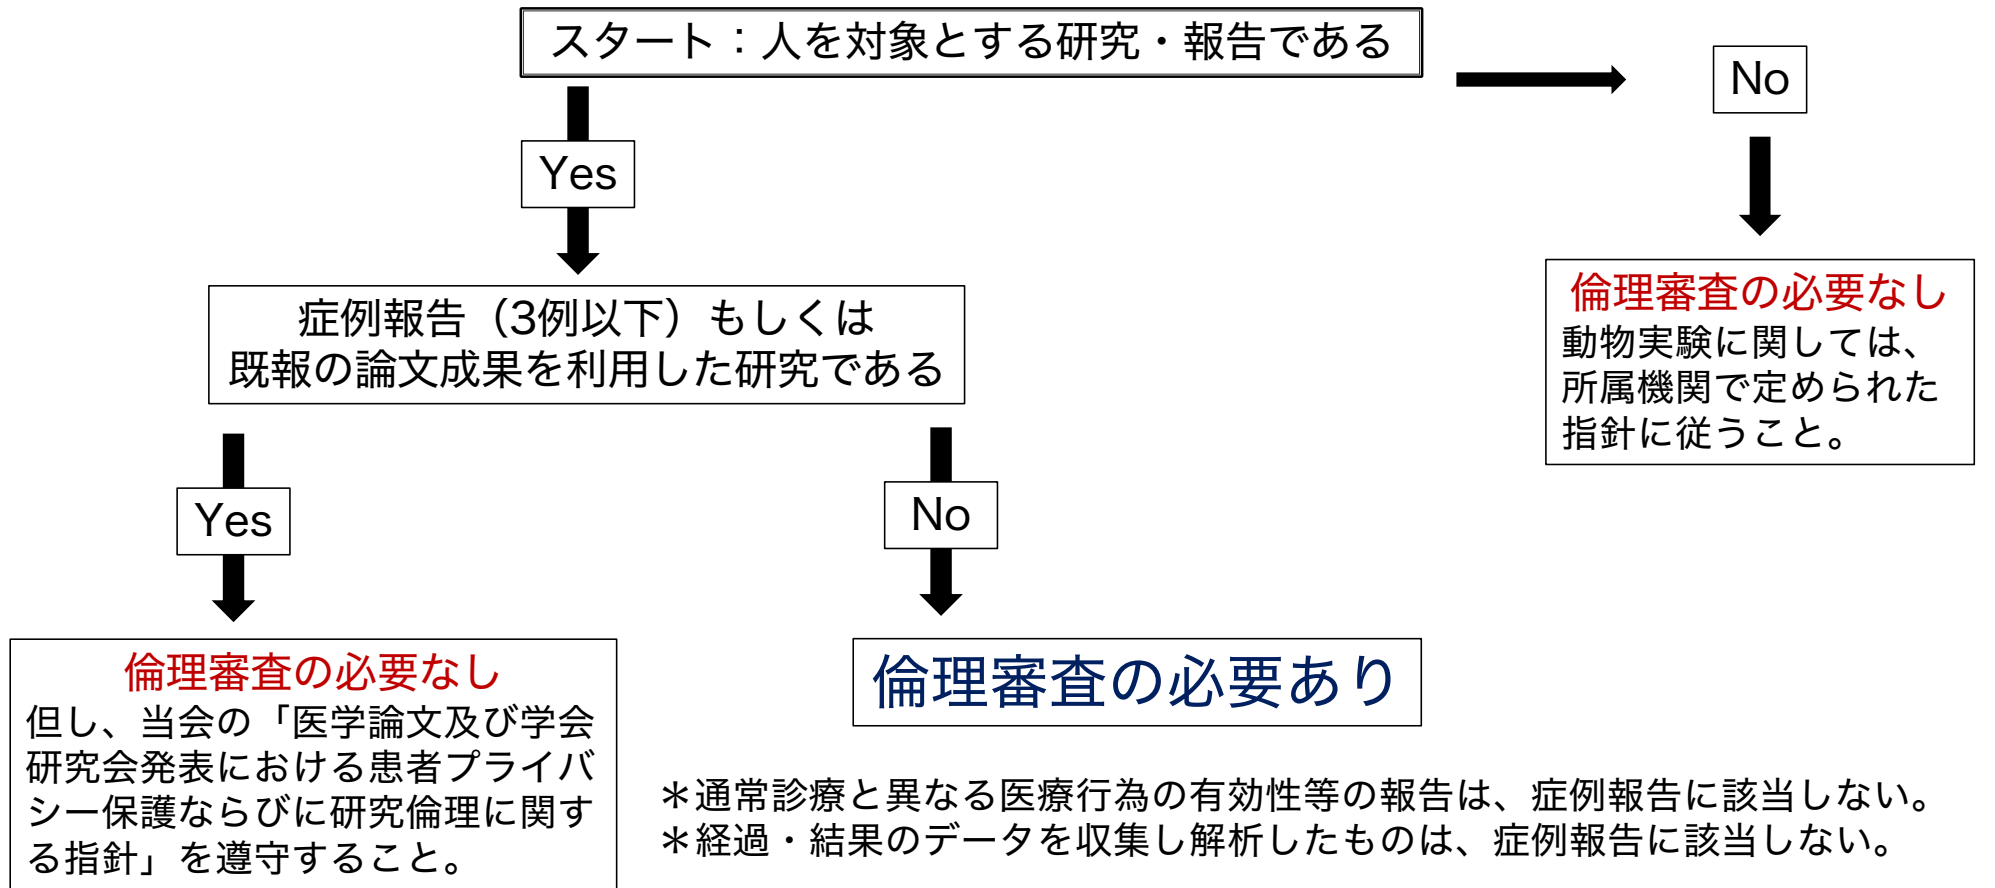 スタート：人を対象とする研究・報告である
No
Yes
倫理審査の必要なし
動物実験に関しては、
所属機関で定められた
指針に従うこと。
症例報告（3例以下）もしくは
既報の論文成果を利用した研究である
Yes
No
倫理審査の必要なし
但し、当会の「医学論文及び学会
研究会発表における患者プライバ
シー保護ならびに研究倫理に関す
る指針」を遵守すること。
倫理審査の必要あり
＊通常診療と異なる医療行為の有効性等の報告は、症例報告に該当しない。
＊経過・結果のデータを収集し解析したものは、症例報告に該当しない。